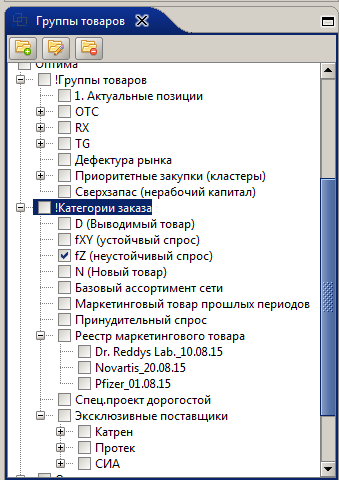 Группы товаров
Оптима
!Группы товаров
1. Актуальные позиции
OTC
RX
TG
Дефектура рынка
Приоритетные закупки (кластеры)
Сверхзапас (нерабочий капитал)
!Категории заказа
D (Выводимый товар)
fXY (устойчвый спрос)
fZ (неустойчивый спрос)
N (Новый товар)
Базовый ассортимент сети
Маркетинговый товар прошлых периодов
Принудительный спрос
Реестр маркетингового товара
Dr. Reddys Lab._10.08.15
Novartis_20.08.15
Pfizer_01.08.15
Спец.проект дорогостой
Эксклюзивные поставщики
Катрен
Протек
СИА